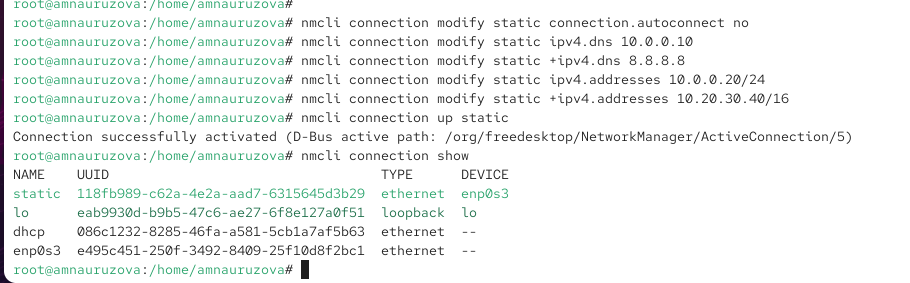 root@amnauruzova:/home/amnauruzova#
root@amnauruzova:/home/amnauruzova# nmcli connection modify static connection.autoconnect no
root@amnauruzova:/home/amnauruzova# nmcli connection modify static ipv4.dns 10.0.0.10
root@amnauruzova:/home/amnauruzova# nmcli connection modify static +ipv4.dns 8.8.8.8
root@amnauruzova:/home/amnauruzova# nmcli connection modify static ipv4.addresses 10.0.0.20/24
root@amnauruzova:/home/amnauruzova# nmcli connection modify static +ipv4.addresses 10.20.30.40/16
root@amnauruzova:/home/amnauruzova# nmcli connection up static
Connection successfully activated (D-Bus active path: /org/freedesktop/NetworkManager/ActiveConnection/5)
root@amnauruzova:/home/amnauruzova# nmcli connection show
NAME    UUID                                  TYPE      DEVICE
static  118fb989-c62a-4e2a-aad7-6315645d3b29  ethernet  enp0s3
lo      eab9930d-b9b5-47c6-ae27-6f8e127a0f51  loopback  lo
dhcp    086c1232-8285-46fa-a581-5cb1a7af5b63  ethernet  --
enp0s3  e495c451-250f-3492-8409-25f10d8f2bc1  ethernet  --
root@amnauruzova:/home/amnauruzova#